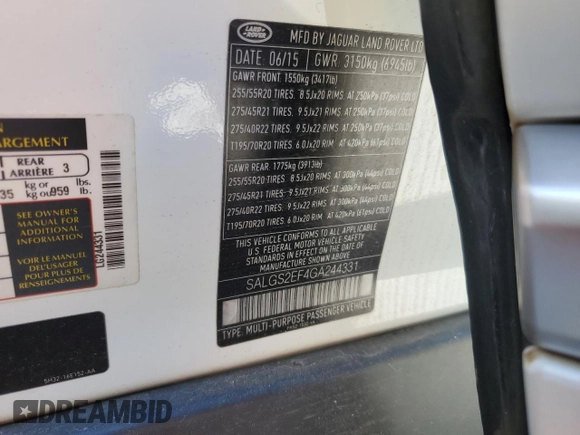 ARGEMENT
REAR
ARRIÈRE 3
35 kg or kg ou 959 lbs. lb.
SEE OWNER'S
MANUAL FOR
ADDITIONAL
INFORMATION
VOIR LE MANUEL
DE L'USAGER
POUR PLUS DE
RENSEIGNEMENTS
LG244331
5H32-14E152-AA
LAND ROVER
MFD BY JAGUAR LAND ROVER LTD
DATE 06/15 GWR 3150kg (6945lb)
GAWR FRONT 1550kg (3417lb)
255/55R20 TIRES 8.5Jx20 RIMS AT 250kPa (37psi) COLD
275/45R21 TIRES 9.5Jx21 RIMS AT 250kPa (37psi) COLD
275/40R22 TIRES 9.5Jx22 RIMS AT 250kPa (37psi) COLD
T195/70R20 TIRES 6.0Jx20 RIM AT 420kPa (61psi) COLD
GAWR REAR 1775kg (3913lb)
255/55R20 TIRES 8.5Jx20 RIMS AT 300kPa (44psi) COLD
275/45R21 TIRES 9.5Jx21 RIMS AT 300kPa (44psi) COLD
275/40R22 TIRES 9.5Jx22 RIMS AT 300kPa (44psi) COLD
T195/70R20 TIRES 6.0Jx20 RIM AT 420kPa (61psi) COLD
THIS VEHICLE CONFORMS TO ALL APPLICABLE
U.S. FEDERAL MOTOR VEHICLE SAFETY STANDARDS
IN EFFECT ON THE DATE OF MANUFACTURE SHOWN ABOVE.
SALGS2EF4GA244331
TYPE: MULTI-PURPOSE PASSENGER VEHICLE
DREAMBID